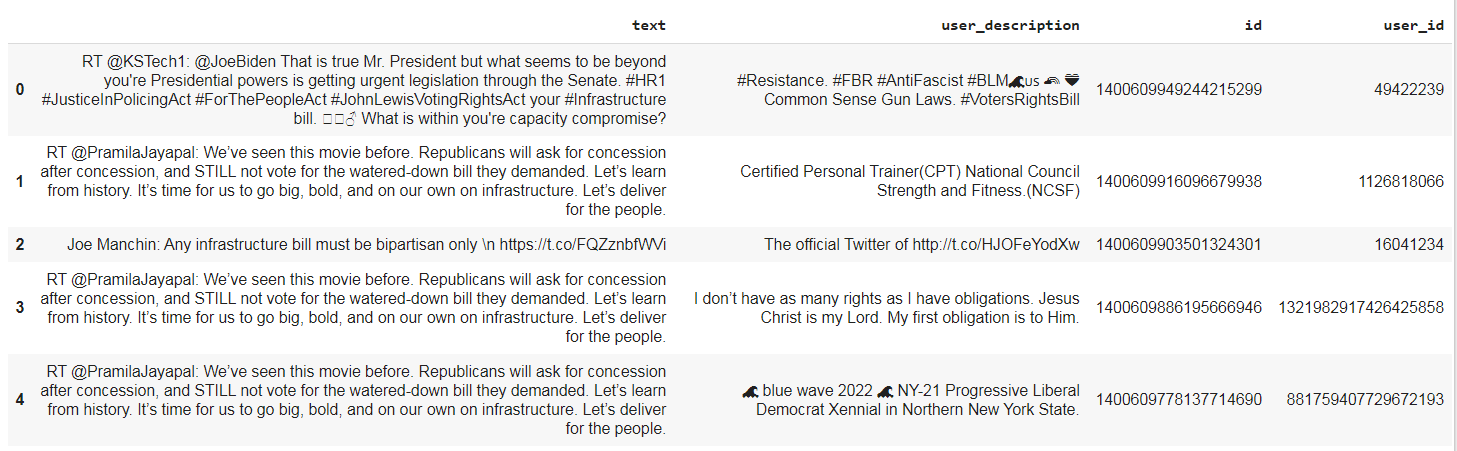 text user_description id user_id
0
RT @KSTech1: @JoeBiden That is true Mr. President but what seems to be beyond
you're Presidential powers is getting urgent legislation through the Senate. #HR1
#JusticeInPolicingAct #ForThePeopleAct #JohnLewisVotingRightsAct your #Infrastructure
bill. □□♂ What is within you're capacity compromise?
#Resistance. #FBR #AntiFascist #BLM🌊us 🌈 💝
Common Sense Gun Laws. #VotersRightsBill
1400609949244215299
49422239
1
RT @PramilaJayapal: We’ve seen this movie before. Republicans will ask for concession
after concession, and STILL not vote for the watered-down bill they demanded. Let’s learn
from history. It’s time for us to go big, bold, and on our own on infrastructure. Let’s deliver
for the people.
Certified Personal Trainer(CPT) National Council
Strength and Fitness.(NCSF)
1400609916096679938
1126818066
2
Joe Manchin: Any infrastructure bill must be bipartisan only \n https://t.co/FQZznbfWVi
The official Twitter of http://t.co/HJOFeYodXw
1400609903501324301
16041234
3
RT @PramilaJayapal: We’ve seen this movie before. Republicans will ask for concession
after concession, and STILL not vote for the watered-down bill they demanded. Let’s learn
from history. It’s time for us to go big, bold, and on our own on infrastructure. Let’s deliver
for the people.
I don’t have as many rights as I have obligations. Jesus
Christ is my Lord. My first obligation is to Him.
1400609886195666946
1321982917426425858
4
RT @PramilaJayapal: We’ve seen this movie before. Republicans will ask for concession
after concession, and STILL not vote for the watered-down bill they demanded. Let’s learn
from history. It’s time for us to go big, bold, and on our own on infrastructure. Let’s deliver
for the people.
🌊 blue wave 2022 🌊 NY-21 Progressive Liberal
Democrat Xennial in Northern New York State.
1400609778137714690
881759407729672193